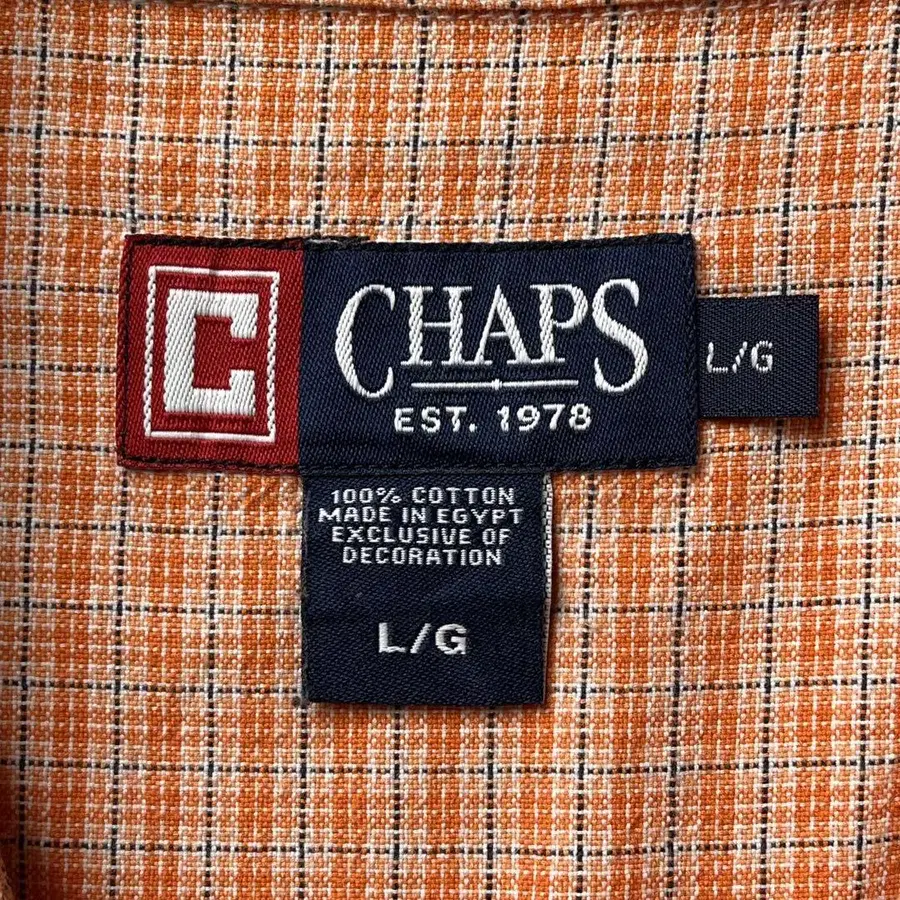 C
CHAPS
EST. 1978
L/G
100% COTTON
MADE IN EGYPT
EXCLUSIVE OF
DECORATION
L/G